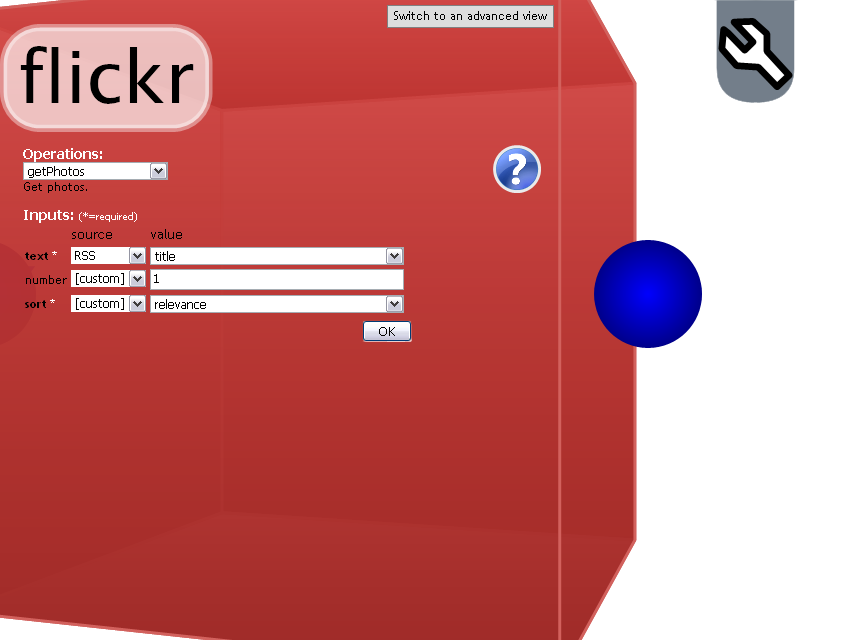 Switch to an advanced view
flickr
Operations:
getPhotos
Get photos.
?
Inputs: (*=required)
source value
text * RSS title
number [custom] 1
sort * [custom] relevance
OK